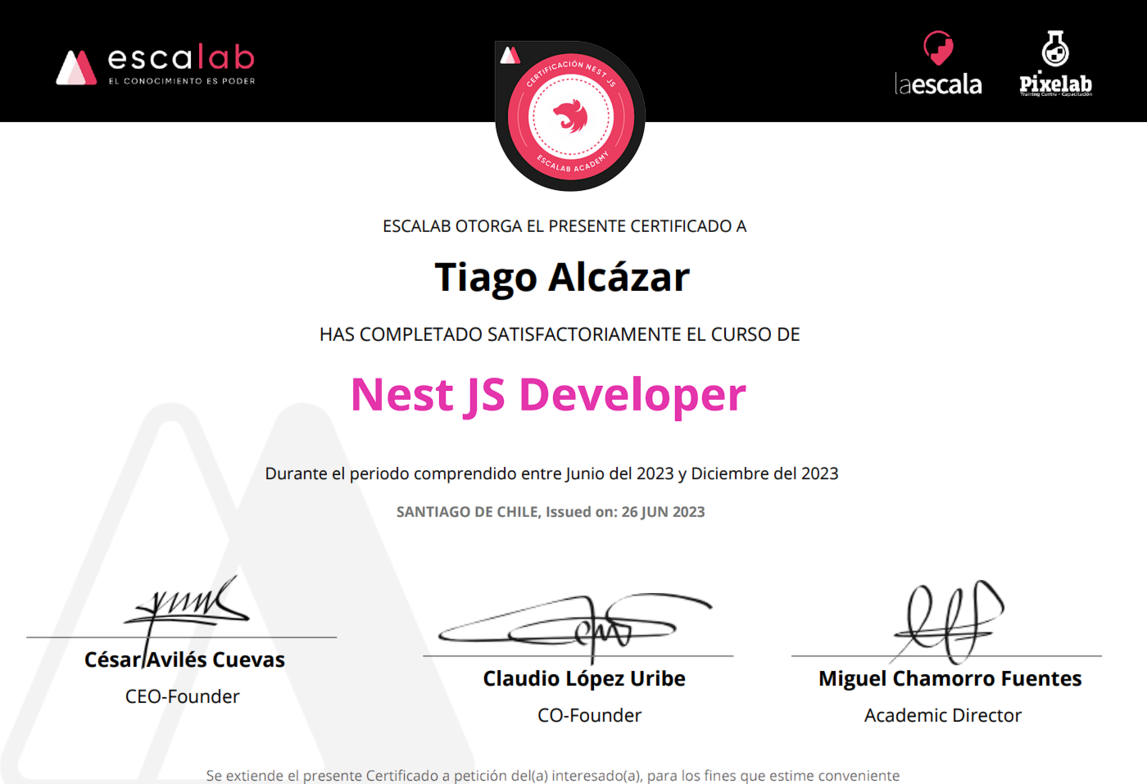 escalab
EL CONOCIMIENTO ES PODER
CERTIFICACIÓN NEST JS
ESCALAB ACADEMY
laescala
Pixelab
Training Centre - Capacitación
ESCALAB OTORGA EL PRESENTE CERTIFICADO A
Tiago Alcázar
HAS COMPLETADO SATISFACTORIAMENTE EL CURSO DE
Nest JS Developer
Durante el periodo comprendido entre Junio del 2023 y Diciembre del 2023
SANTIAGO DE CHILE, Issued on: 26 JUN 2023
César Avilés Cuevas
CEO-Founder
Claudio López Uribe
CO-Founder
Miguel Chamorro Fuentes
Academic Director
Se extiende el presente Certificado a petición del(a) interesado(a), para los fines que estime conveniente